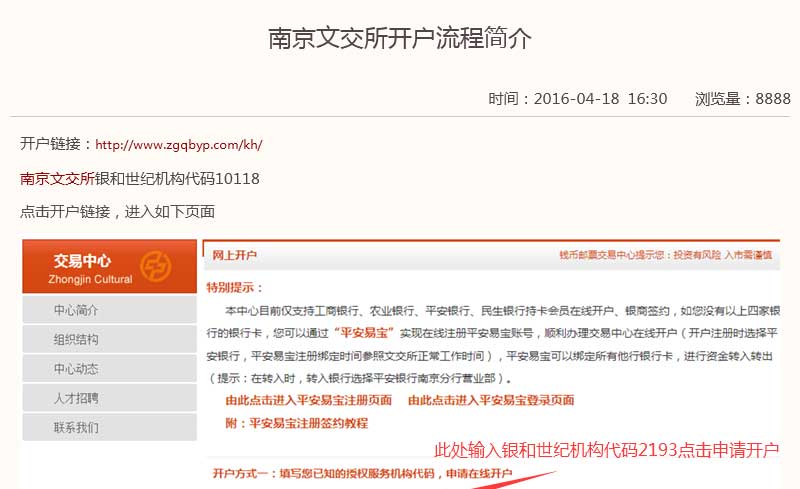 南京文交所开户流程简介
时间：2016-04-18 16:30 浏览量：8888
开户链接：http://www.zgqbyp.com/kh/
南京文交所银和世纪机构代码10118
点击开户链接，进入如下页面
交易中心
Zhongjin Cultural
中心简介
组织结构
中心动态
人才招聘
联系我们
网上开户 钱币邮票交易中心提示您：投资有风险 入市需谨慎
特别提示：
本中心目前仅支持工商银行、农业银行、平安银行、民生银行持卡会员在线开户、银商签约，如您没有以上四家银
行的银行卡，您可以通过“平安易宝”实现在线注册平安易宝账号，顺利办理交易中心在线开户（开户注册时选择平
安银行，平安易宝注册绑定时间参照文交所正常工作时间），平安易宝可以绑定所有他行银行卡，进行资金转入转出
（提示：在转入时，转入银行选择平安银行南京分行营业部）。
由此点击进入平安易宝注册页面 由此点击进入平安易宝登录页面
附：平安易宝注册签约教程
此处输入银和世纪机构代码2193点击申请开户
开户方式一：填写您已知的授权服务机构代码，申请在线开户